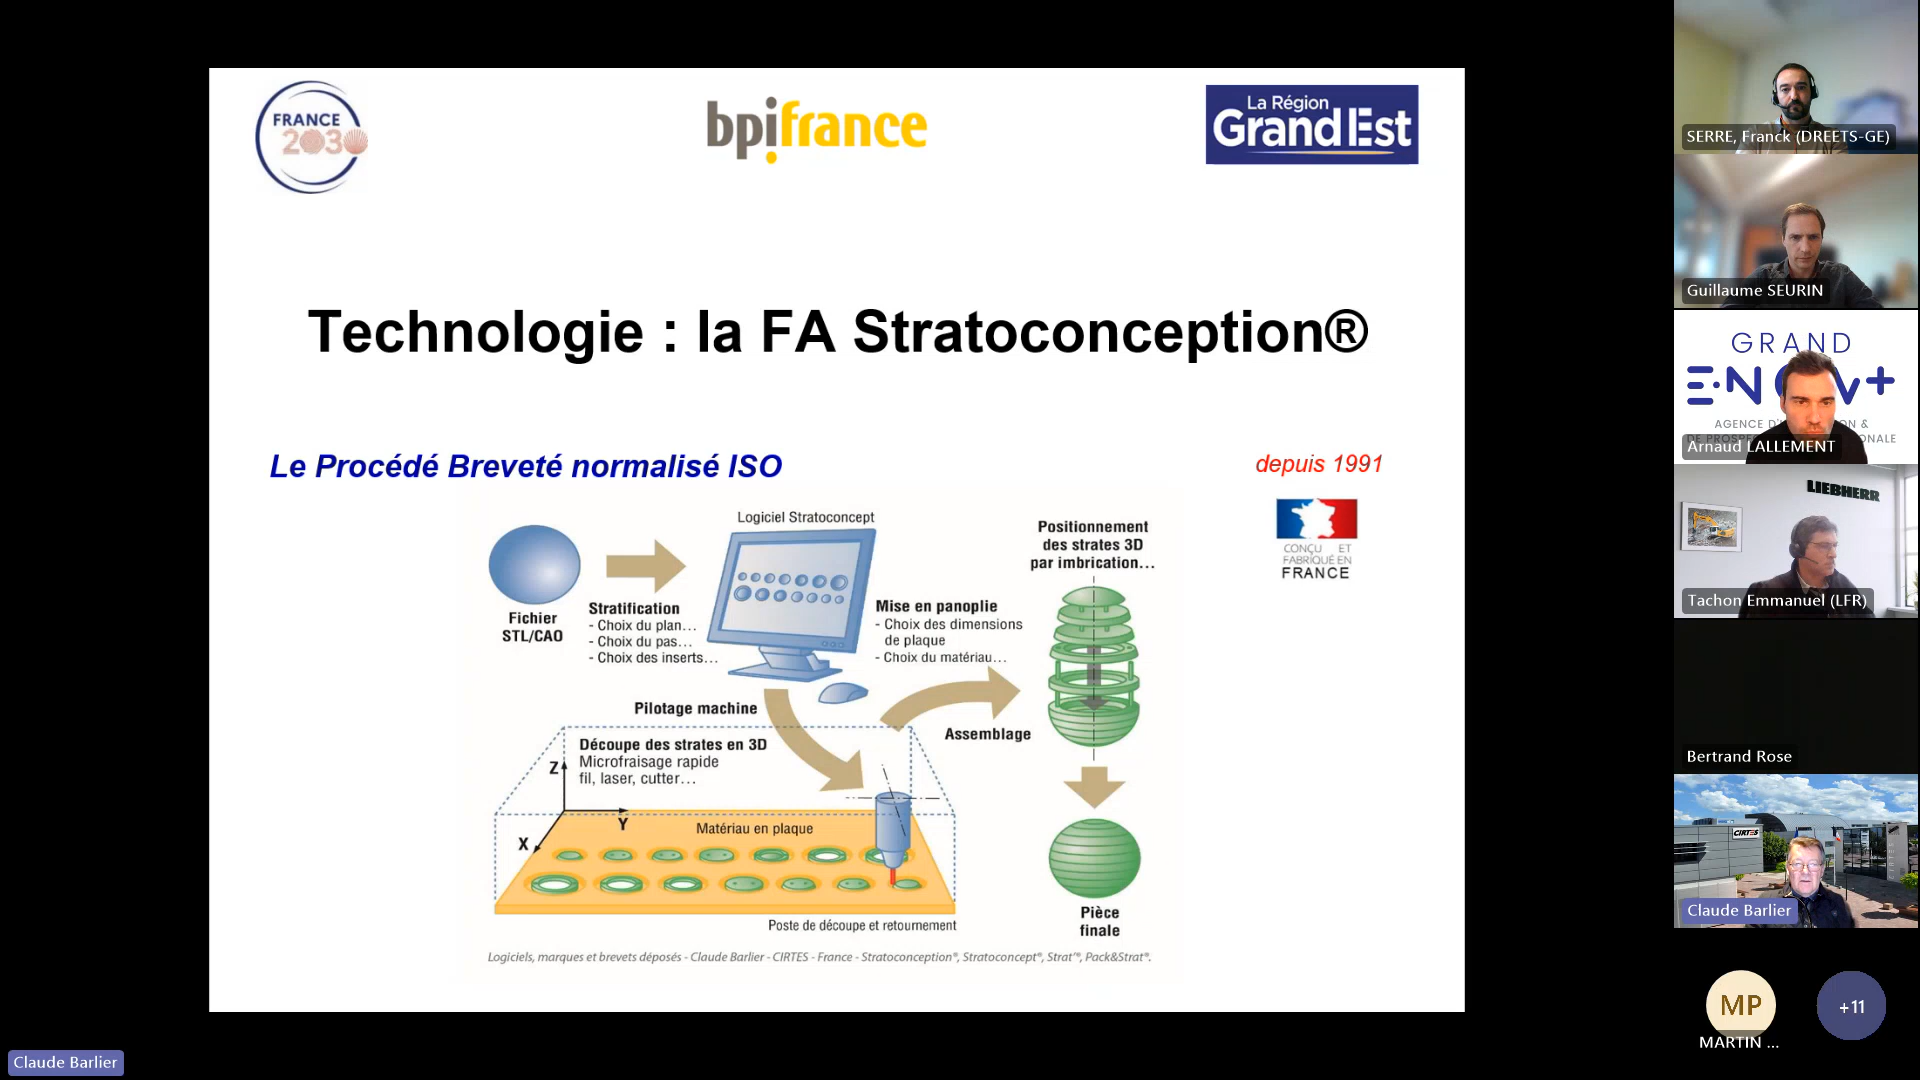 FRANCE
2030
bpifrance
La Région
Grand Est
Technologie : la FA Stratoconception®
Le Procédé Breveté normalisé ISO
depuis 1991
CONÇU ET
FABRIQUÉ EN
FRANCE
Fichier
STL/CAO
Stratification
- Choix du plan…
- Choix du pas…
- Choix des inserts…
Logiciel Stratoconcept
Mise en panoplie
- Choix des dimensions
de plaque
- Choix du matériau…
Positionnement
des strates 3D
par imbrication…
Pilotage machine
Assemblage
Découpe des strates en 3D
Microfraisage rapide
fil, laser, cutter…
Z
Y
X
Matériau en plaque
Poste de découpe et retournement
Pièce
finale
Logiciels, marques et brevets déposés - Claude Barlier - CIRTES - France - Stratoconception®, Stratoconcept®, Strat'®, Pack&Strat®.
SERRE, Franck (DREETS-GE)
Guillaume SEURIN
GRAND
Arnaud LALLEMENT
LIEBHERR
Tachon Emmanuel (LFR)
Bertrand Rose
CIRTES
Claude Barlier
MP
+11
MARTIN ...
Claude Barlier